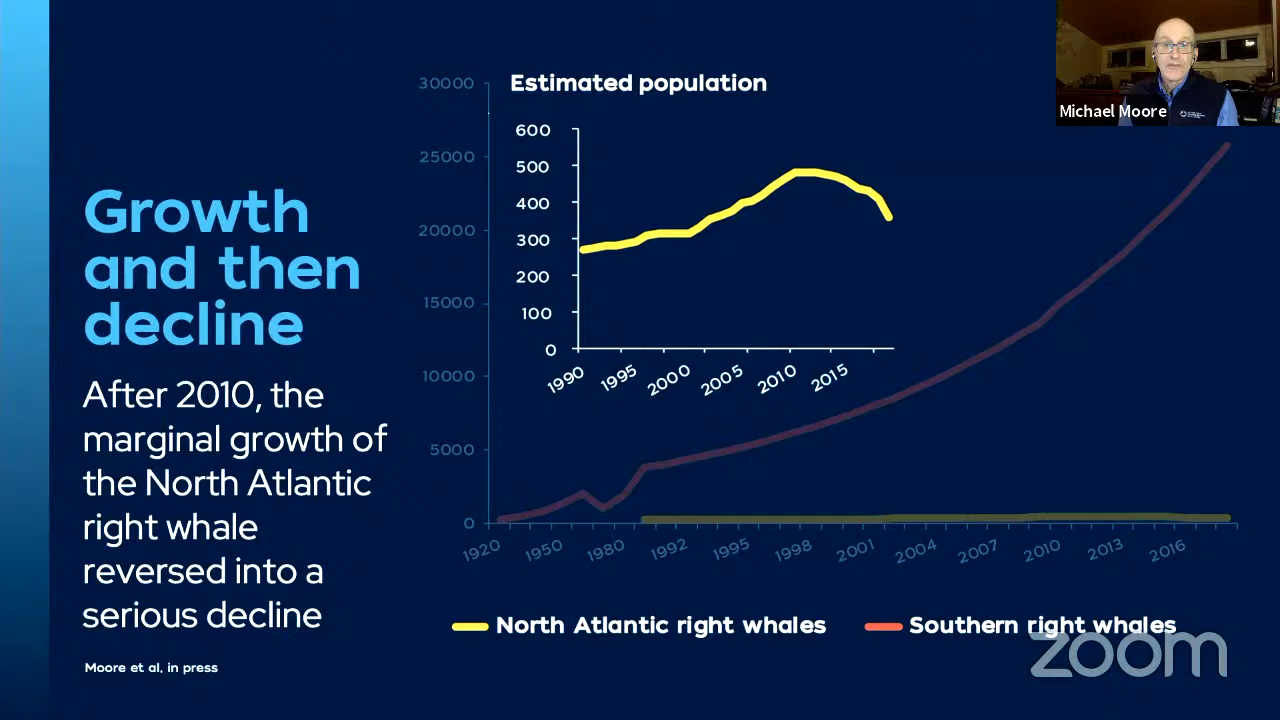 Growth
and then
decline
After 2010, the
marginal growth of
the North Atlantic
right whale
reversed into a
serious decline
Moore et al, in press
Estimated population
30000
25000
20000
15000
10000
5000
0
600
500
400
300
200
100
0
1990 1995 2000 2005 2010 2015
1920 1950 1980 1992 1995 1998 2001 2004 2007 2010 2013 2016
North Atlantic right whales Southern right whales
Michael Moore
zoom